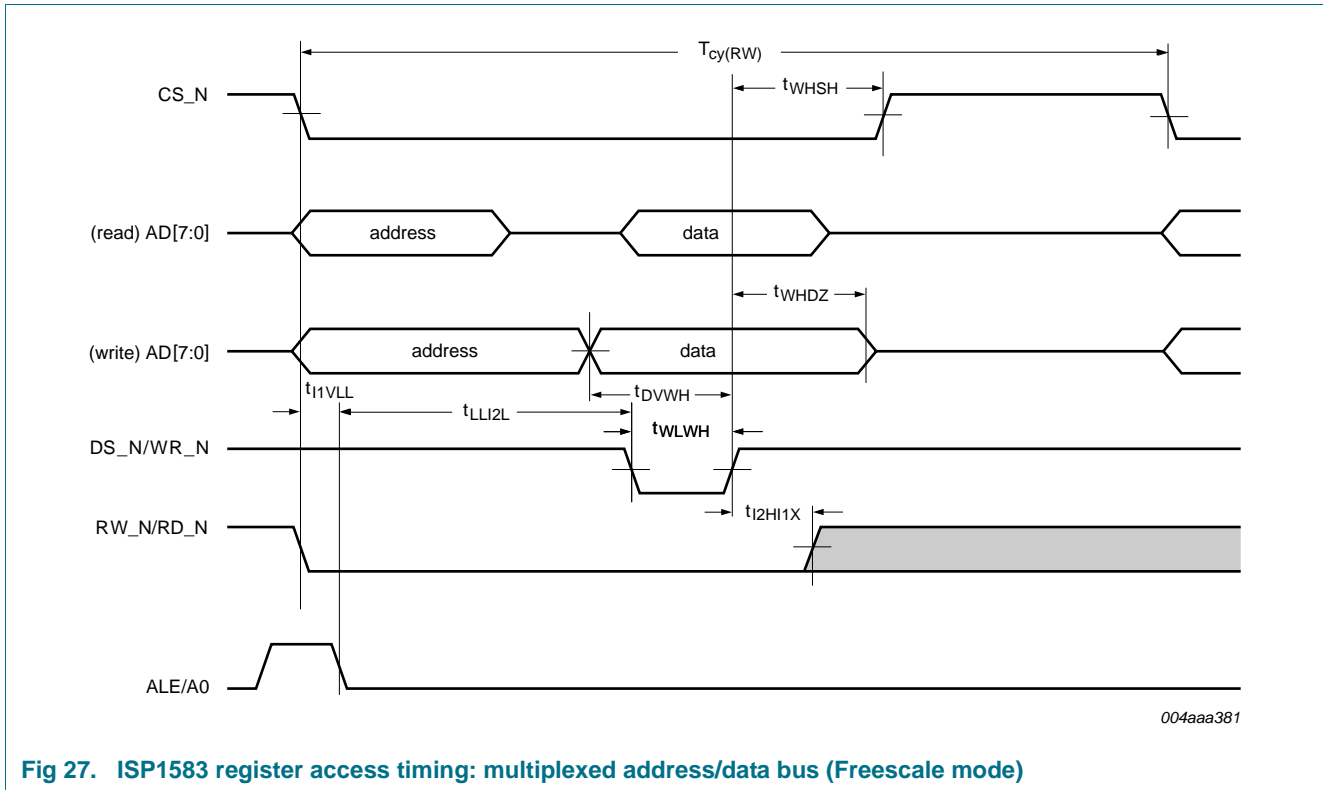 Tcy(RW)
tWHSH
CS_N
(read) AD[7:0]
address
data
tWHDZ
(write) AD[7:0]
address
data
tI1VLL
tDVWH
tLLI2L
tWLWH
DS_N/WR_N
tI2HI1X
RW_N/RD_N
ALE/A0
004aaa381
Fig 27. ISP1583 register access timing: multiplexed address/data bus (Freescale mode)